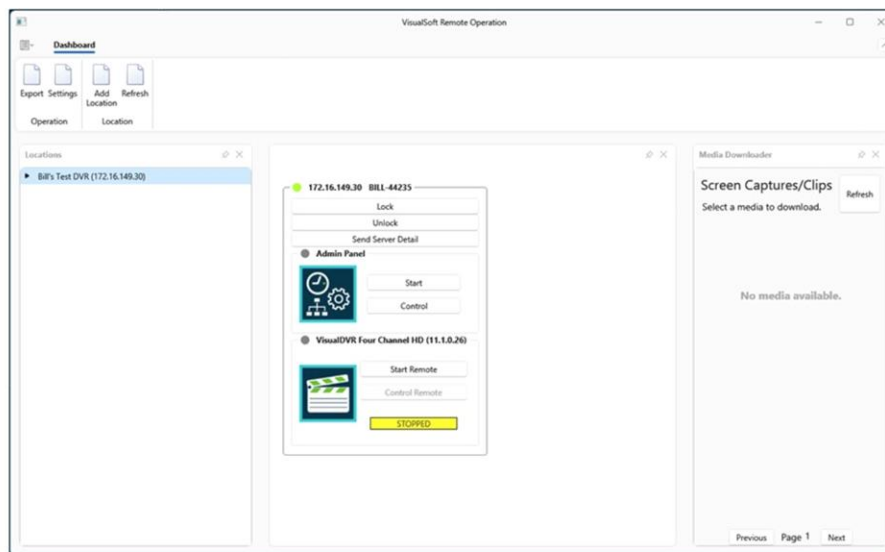 VisualSoft Remote Operation
Dashboard
Export Settings Add Location Refresh
Operation Location
Locations
Bill's Test DVR (172.16.149.30)
172.16.149.30 BILL-44235
Lock
Unlock
Send Server Detail
Admin Panel
Start
Control
VisualDVR Four Channel HD (11.1.0.26)
Start Remote
Control Remote
STOPPED
Media Downloader
Screen Captures/Clips
Refresh
Select a media to download.
No media available.
Previous Page 1 Next